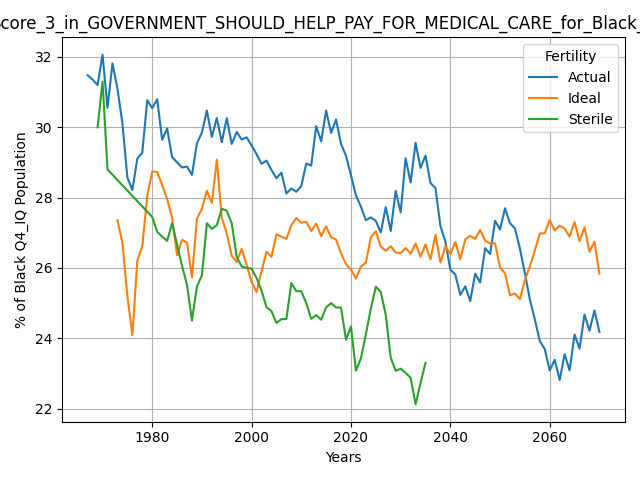 core_3_in_GOVERNMENT_SHOULD_HELP_PAY_FOR_MEDICAL_CARE_for_Black_
Fertility
Actual
Ideal
Sterile
% of Black Q4_IQ Population
32
30
28
26
24
22
1980
2000
2020
2040
2060
Years